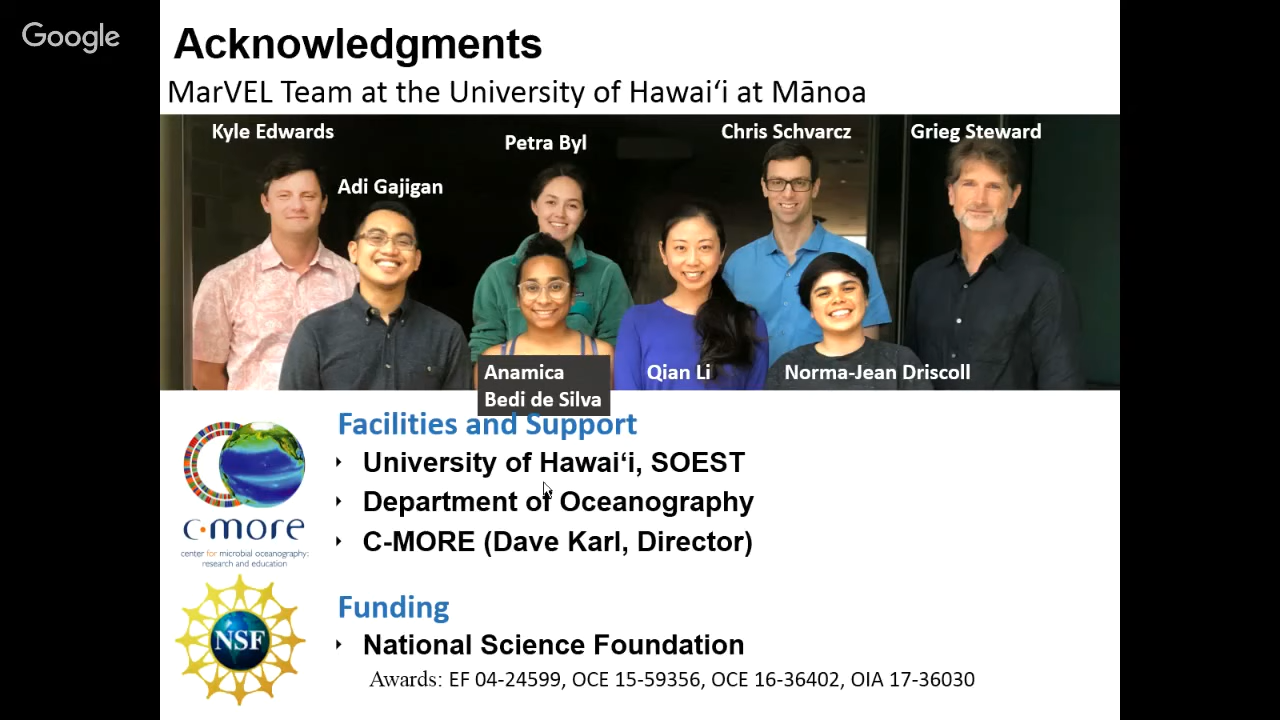 Google
Acknowledgments
MarVEL Team at the University of Hawaiʻi at Mānoa
Kyle Edwards
Petra Byl
Chris Schvarcz
Grieg Steward
Adi Gajigan
Anamica
Bedi de Silva
Qian Li
Norma-Jean Driscoll
Facilities and Support
‣ University of Hawaiʻi, SOEST
‣ Department of Oceanography
‣ C-MORE (Dave Karl, Director)
c·more
center for microbial oceanography:
research and education
Funding
NSF
‣ National Science Foundation
Awards: EF 04-24599, OCE 15-59356, OCE 16-36402, OIA 17-36030